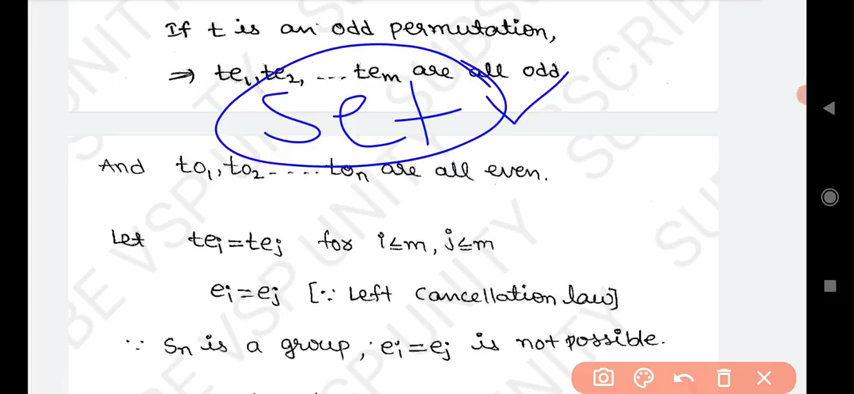 If t is an odd permutation,
⇒ te₁, te₂, ... teₘ are all odd
set
And to₁, to₂ - .... toₙ are all even.
Let teᵢ = teⱼ for i≤m, j≤m
eᵢ = eⱼ [∵ Left Cancellation law]
∵ Sn is a group, eᵢ = eⱼ is not possible.